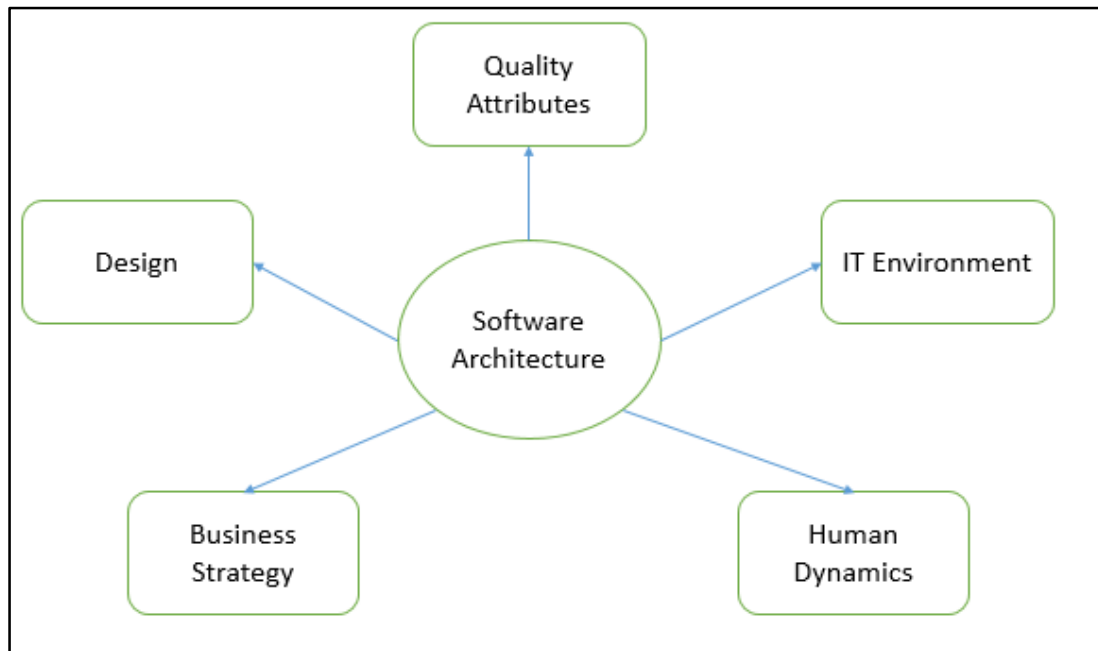 Quality
Attributes
Design
IT Environment
Software
Architecture
Business
Strategy
Human
Dynamics